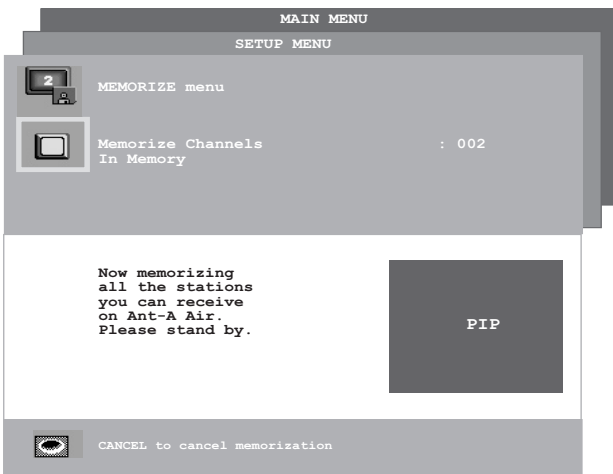 MAIN MENU
SETUP MENU
2
MEMORIZE menu
Memorize Channels : 002
In Memory
Now memorizing
all the stations
you can receive
on Ant-A Air.
Please stand by.
PIP
CANCEL to cancel memorization